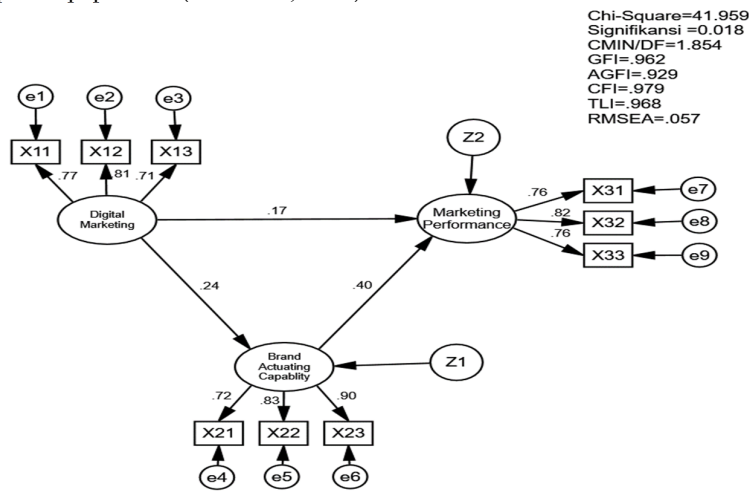 Chi-Square=41.959
Signifikansi =0.018
CMIN/DF=1.854
GFI=.962
AGFI=.929
CFI=.979
TLI=.968
RMSEA=.057
e1
e2
e3
X11
X12
X13
.77
.81
.71
Digital
Marketing
.17
Z2
Marketing
Performance
.76
.82
.76
X31
X32
X33
e7
e8
e9
.24
.40
Brand
Actuating
Capablity
Z1
.72
.83
.90
X21
X22
X23
e4
e5
e6